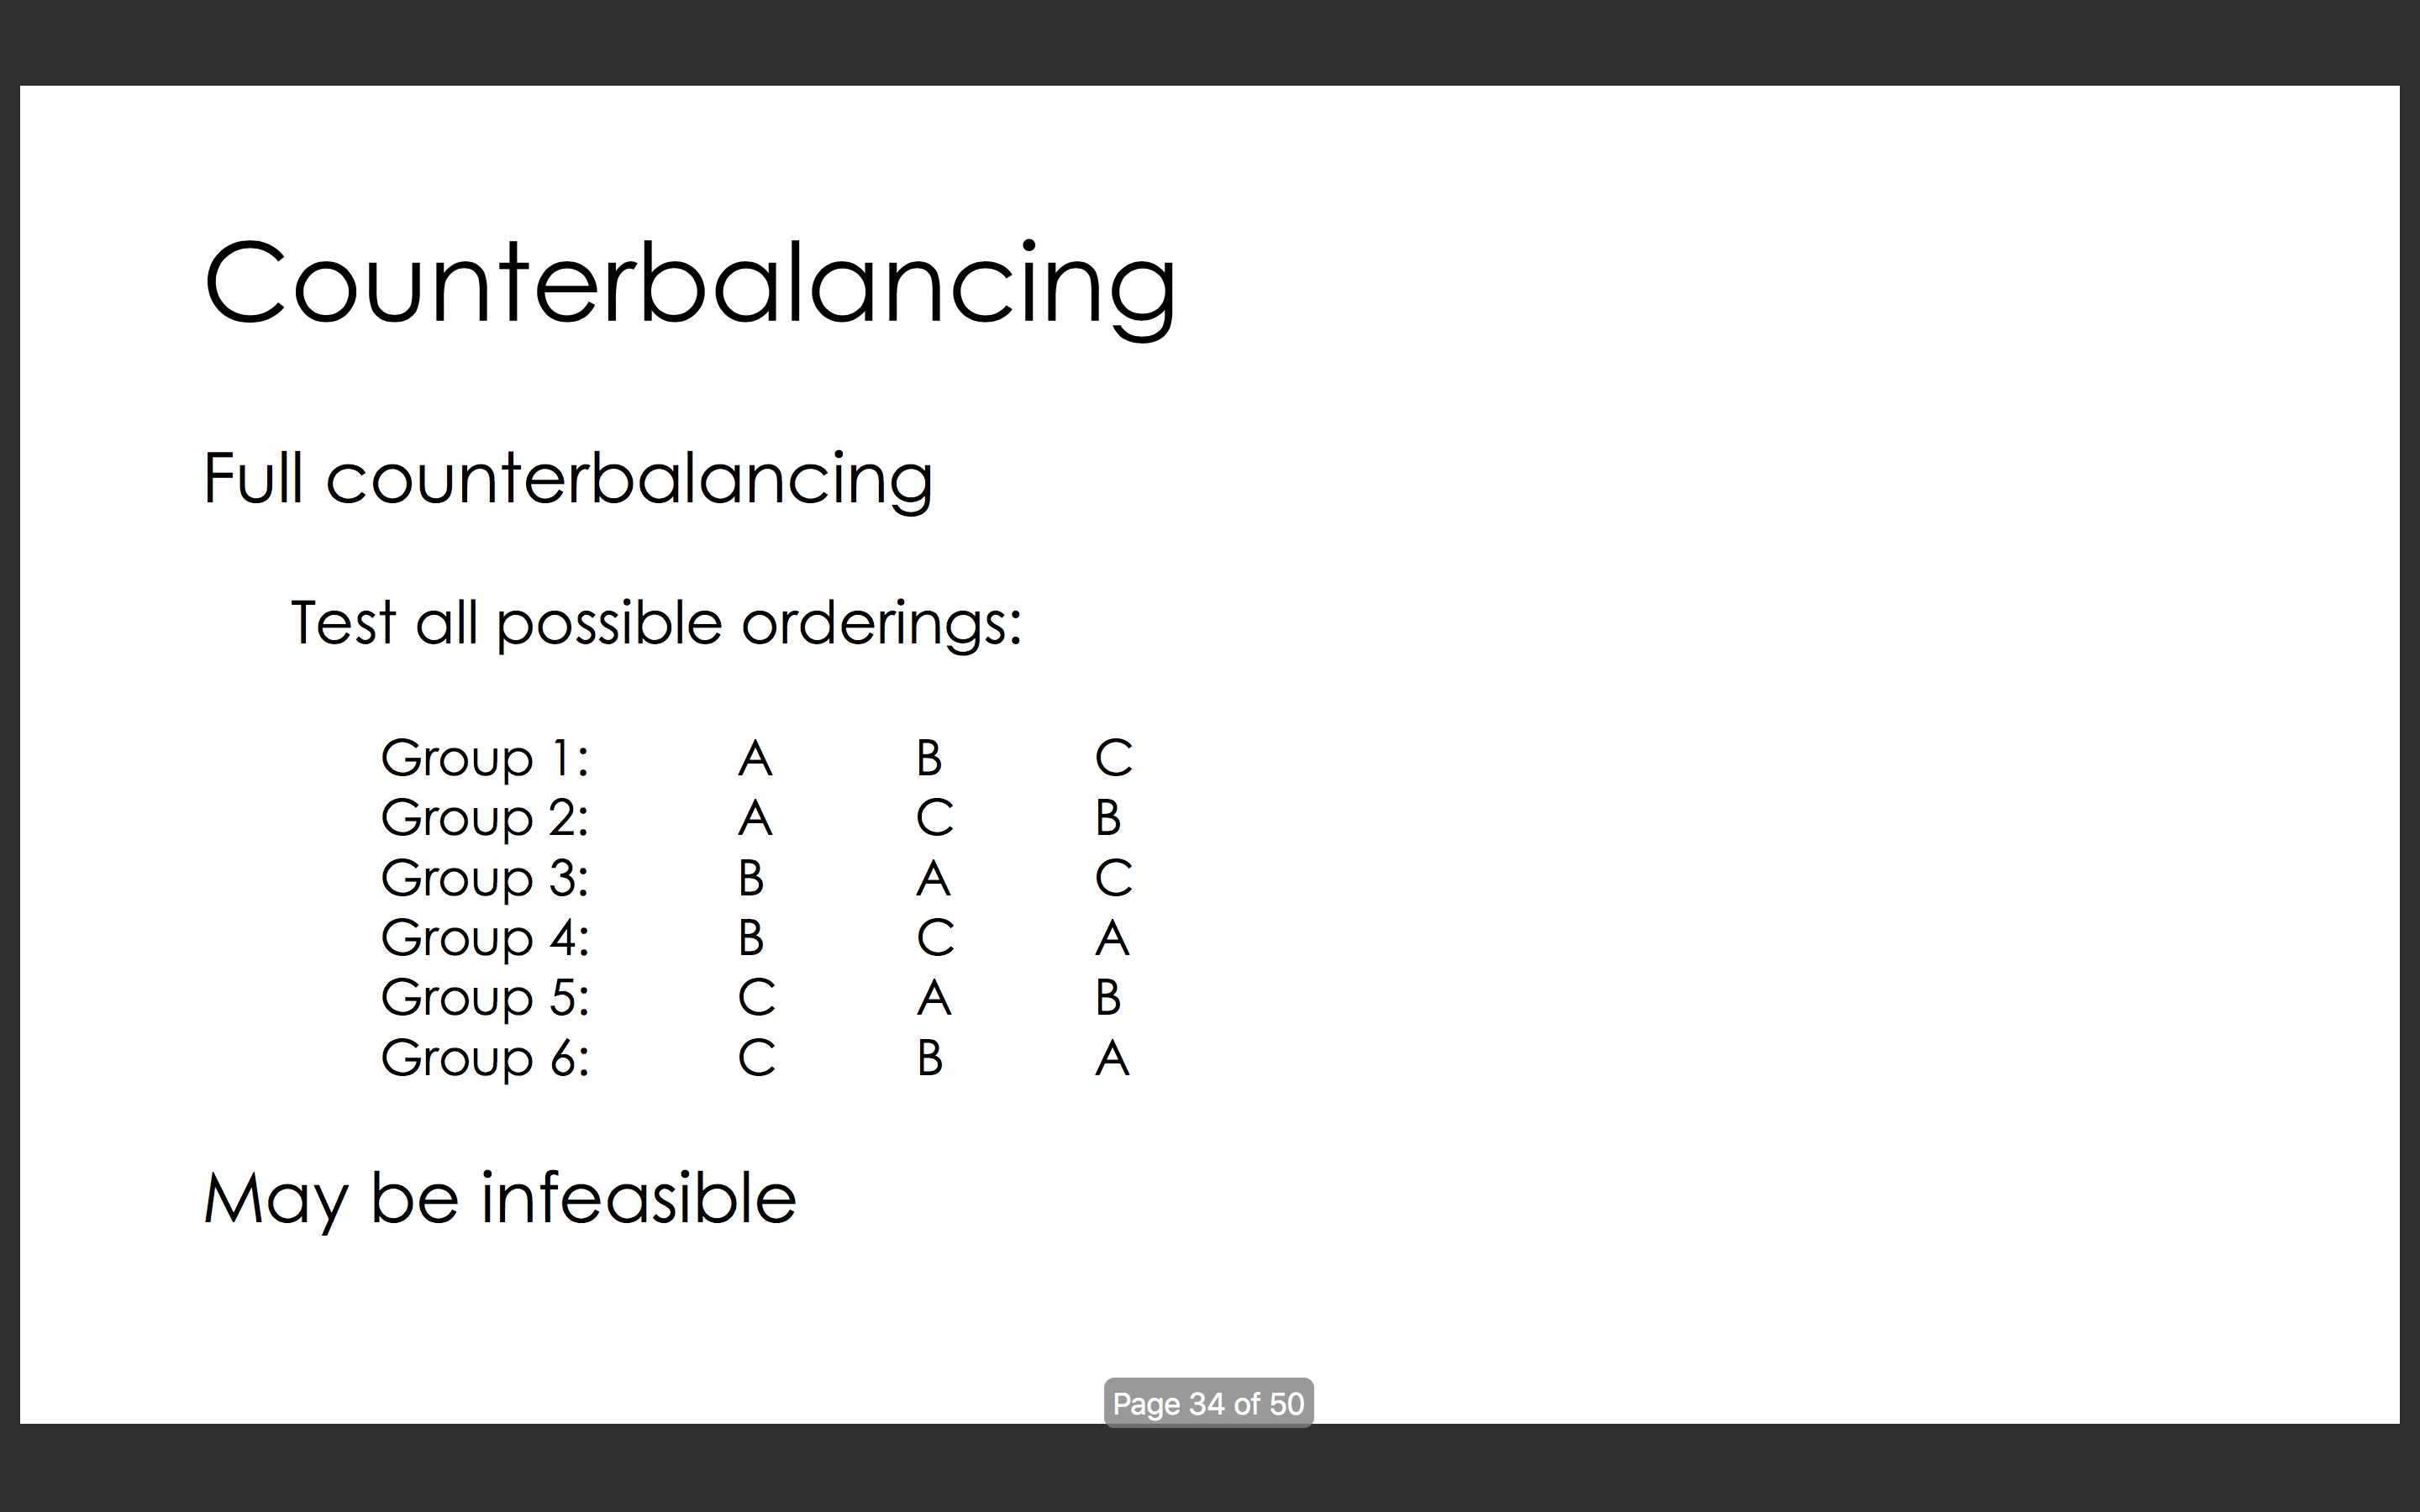 Counterbalancing
Full counterbalancing
Test all possible orderings:
Group 1: A B C
Group 2: A C B
Group 3: B A C
Group 4: B C A
Group 5: C A B
Group 6: C B A
May be infeasible
Page 34 of 50